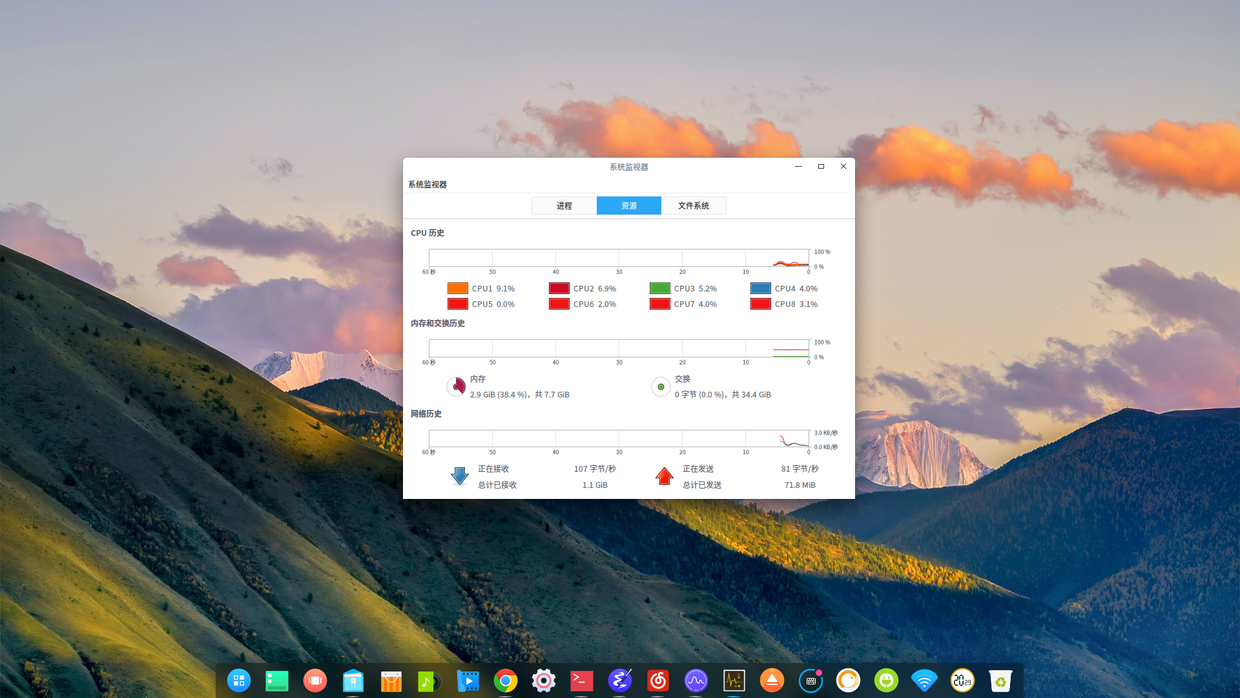 系统监视器
系统监视器
进程 资源 文件系统
CPU 历史
100 %
0 %
60 秒 50 40 30 20 10 0
CPU1 9.1% CPU2 6.9% CPU3 5.2% CPU4 4.0%
CPU5 0.0% CPU6 2.0% CPU7 4.0% CPU8 3.1%
内存和交换历史
100 %
0 %
60 秒 50 40 30 20 10 0
内存 交换
2.9 GiB (38.4 %)，共 7.7 GiB 0 字节 (0.0 %)，共 34.4 GiB
网络历史
3.0 KB/秒
0.0 KB/秒
60 秒 50 40 30 20 10 0
正在接收 107 字节/秒 正在发送 81 字节/秒
总计已接收 1.1 GiB 总计已发送 71.8 MiB
20 29